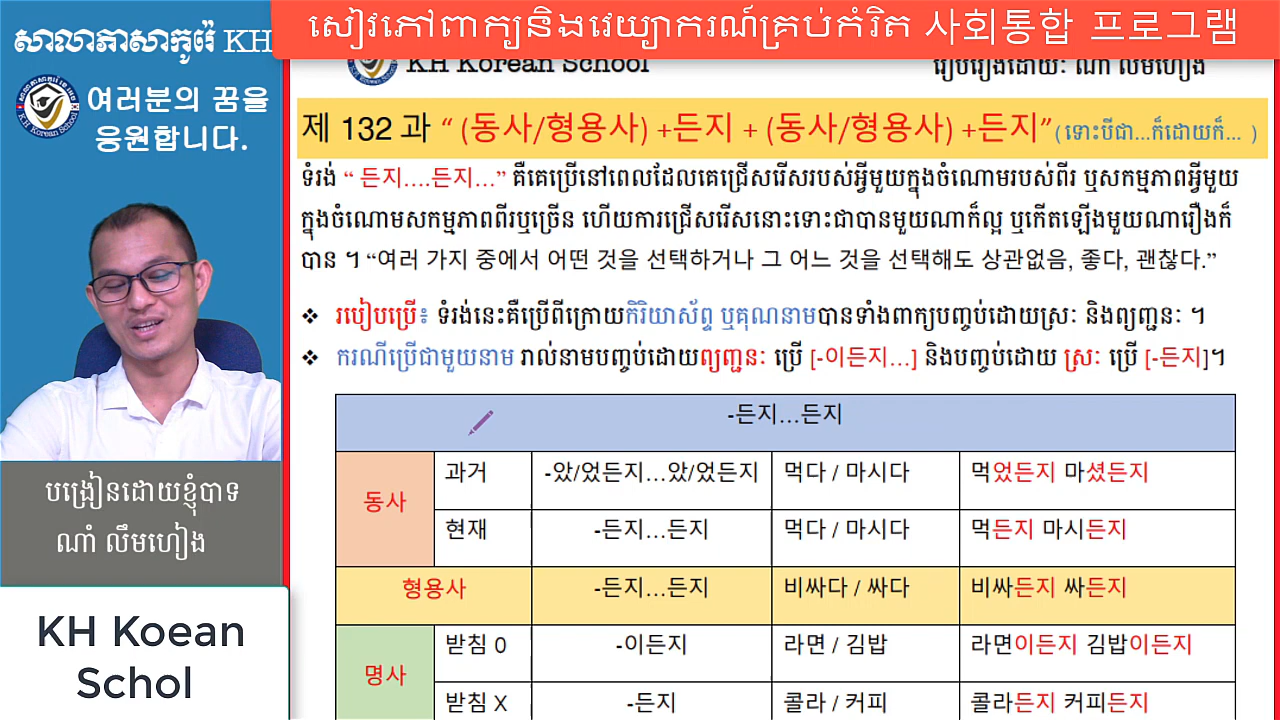 សៀវភៅពាក្យនិងវេយ្យាករណ៍គ្រប់កំរិត 사회통합 프로그램
សាលាភាសាកូរ៉េ KH
여러분의 꿈을
응원합니다.
KH Korean School
រៀបរៀងដោយៈ ណាំ លឹមហៀង
제 132 과 “ (동사/형용사) +든지 + (동사/형용사) +든지” (ទោះបីជា...ក៏ដោយក៏... )
ទំរង់ “ 든지....든지...” គឺគេប្រើនៅពេលដែលគេជ្រើសរើសរបស់អ្វីមួយក្នុងចំណោមរបស់ពីរ ឬសកម្មភាពអ្វីមួយ
ក្នុងចំណោមសកម្មភាពពីរឬច្រើន ហើយការជ្រើសរើសនោះទោះជាបានមួយណាក៏ល្អ ឬកើតឡើងមួយណារឿងក៏
បាន ។ “여러 가지 중에서 어떤 것을 선택하거나 그 어느 것을 선택해도 상관없음, 좋다, 괜찮다.”
❖ របៀបប្រើ៖ ទំរង់នេះគឺប្រើពីក្រោយកិរិយាស័ព្ទ ឬគុណនាមបានទាំងពាក្យបញ្ចប់ដោយស្រៈ និងព្យញ្ជនៈ ។
❖ ករណីប្រើជាមួយនាម រាល់នាមបញ្ចប់ដោយព្យញ្ជនៈ ប្រើ [-이든지...] និងបញ្ចប់ដោយ ស្រៈ ប្រើ [-든지]។
-든지...든지
동사 과거 -았/었든지...았/었든지 먹다 / 마시다 먹었든지 마셨든지
현재 -든지...든지 먹다 / 마시다 먹든지 마시든지
형용사 -든지...든지 비싸다 / 싸다 비싸든지 싸든지
명사 받침 0 -이든지 라면 / 김밥 라면이든지 김밥이든지
받침 X -든지 콜라 / 커피 콜라든지 커피든지
បង្រៀនដោយខ្ញុំបាទ
ណាំ លឹមហៀង
KH Koean
Schol